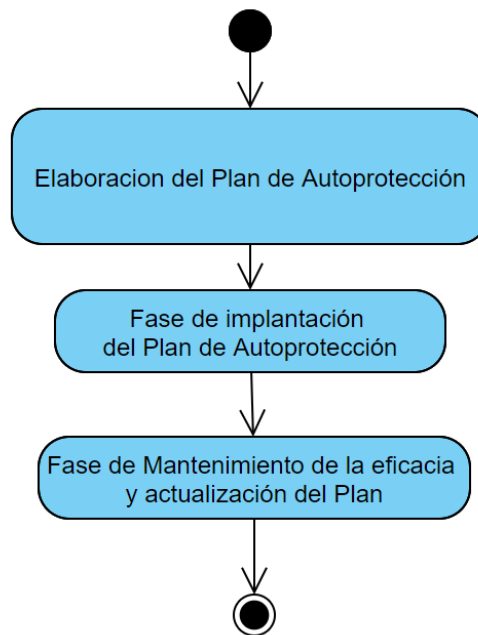 Elaboracion del Plan de Autoprotección
Fase de implantación
del Plan de Autoprotección
Fase de Mantenimiento de la eficacia
y actualización del Plan